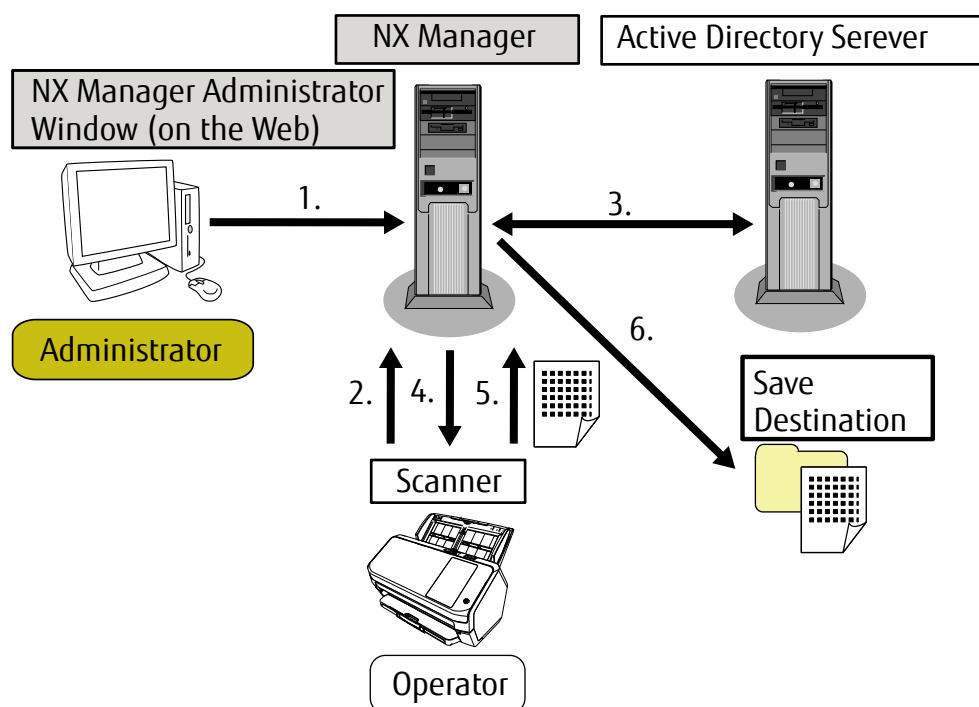 NX Manager
Active Directory Serever
NX Manager Administrator
Window (on the Web)
1.
3.
Administrator
6.
2.
4.
5.
Save
Destination
Scanner
Operator